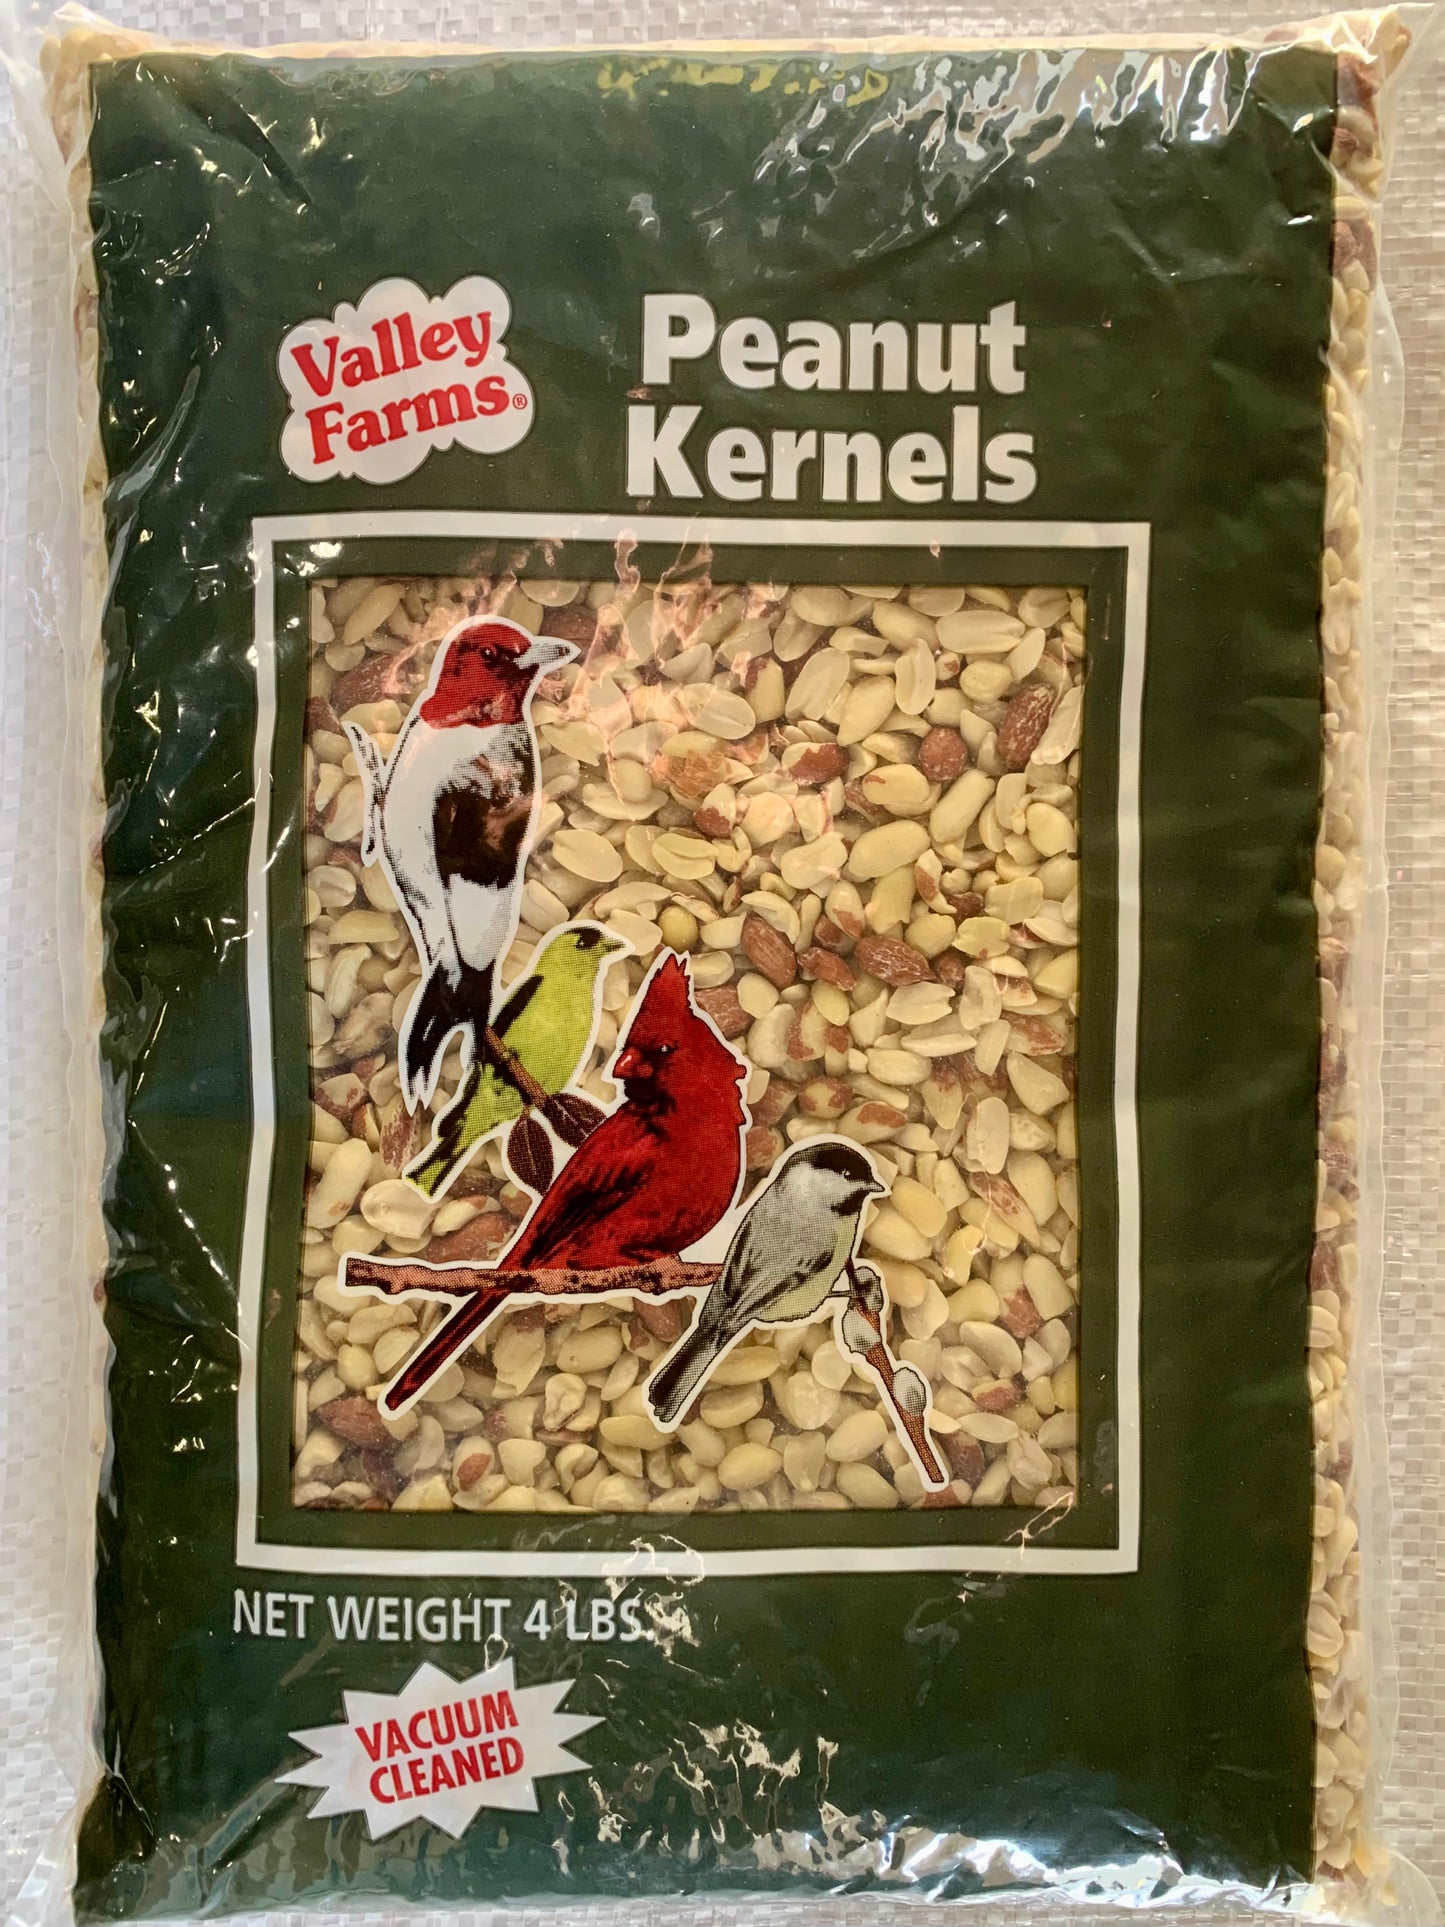 Valley
Farms®
Peanut
Kernels
NET WEIGHT 4 LBS.
VACUUM
CLEANED